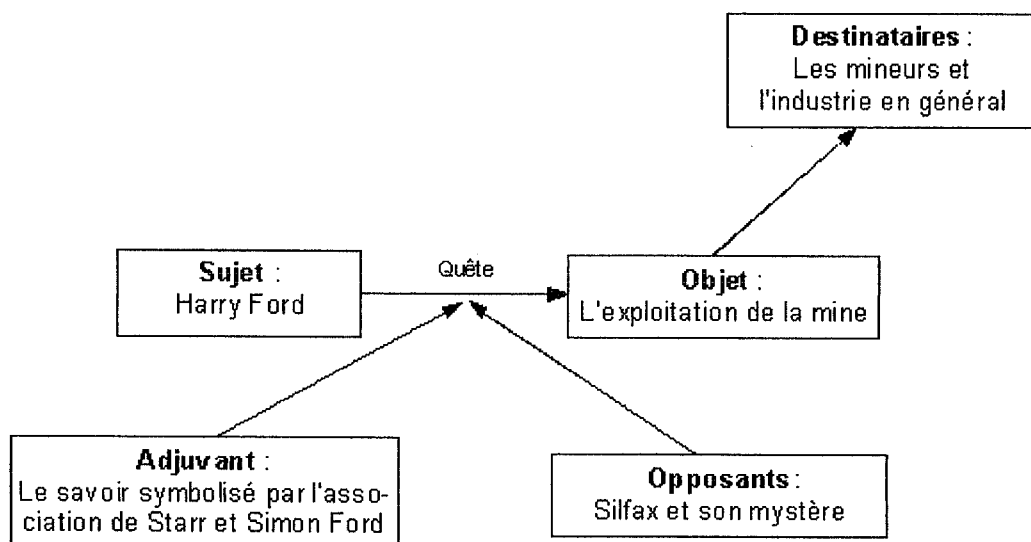 Destinataires :
Les mineurs et
l'industrie en général
Sujet :
Harry Ford
Quête
Objet :
L'exploitation de la mine
Adjuvant :
Le savoir symbolisé par l'asso-
ciation de Starr et Simon Ford
Opposants :
Silfax et son mystère